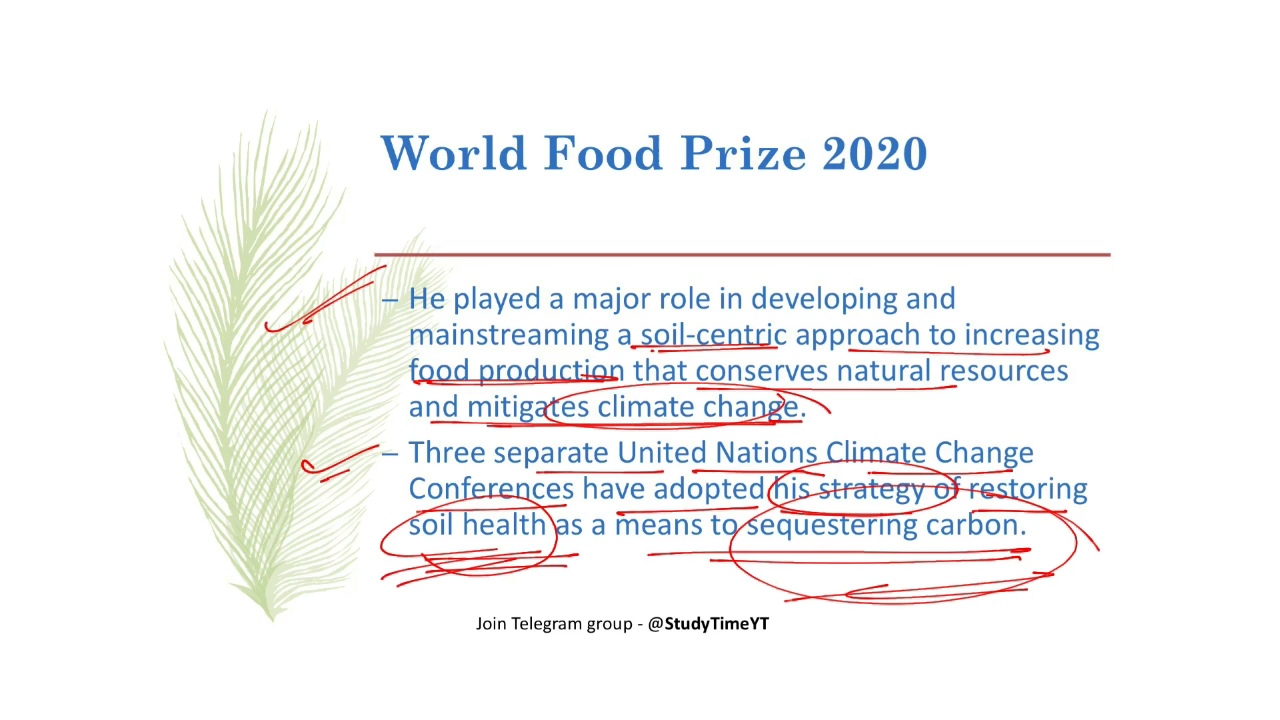 World Food Prize 2020
– He played a major role in developing and
mainstreaming a soil-centric approach to increasing
food production that conserves natural resources
and mitigates climate change.
– Three separate United Nations Climate Change
Conferences have adopted his strategy of restoring
soil health as a means to sequestering carbon.
Join Telegram group - @StudyTimeYT